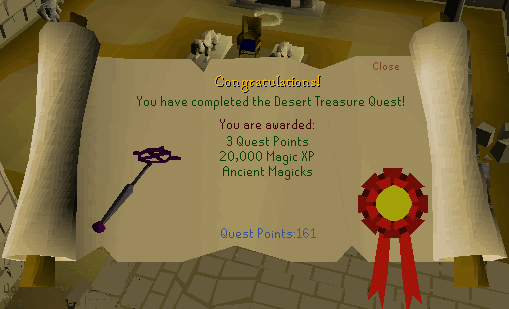 Close
Congratulations!
You have completed the Desert Treasure Quest!
You are awarded:
3 Quest Points
20,000 Magic XP
Ancient Magicks
Quest Points:161